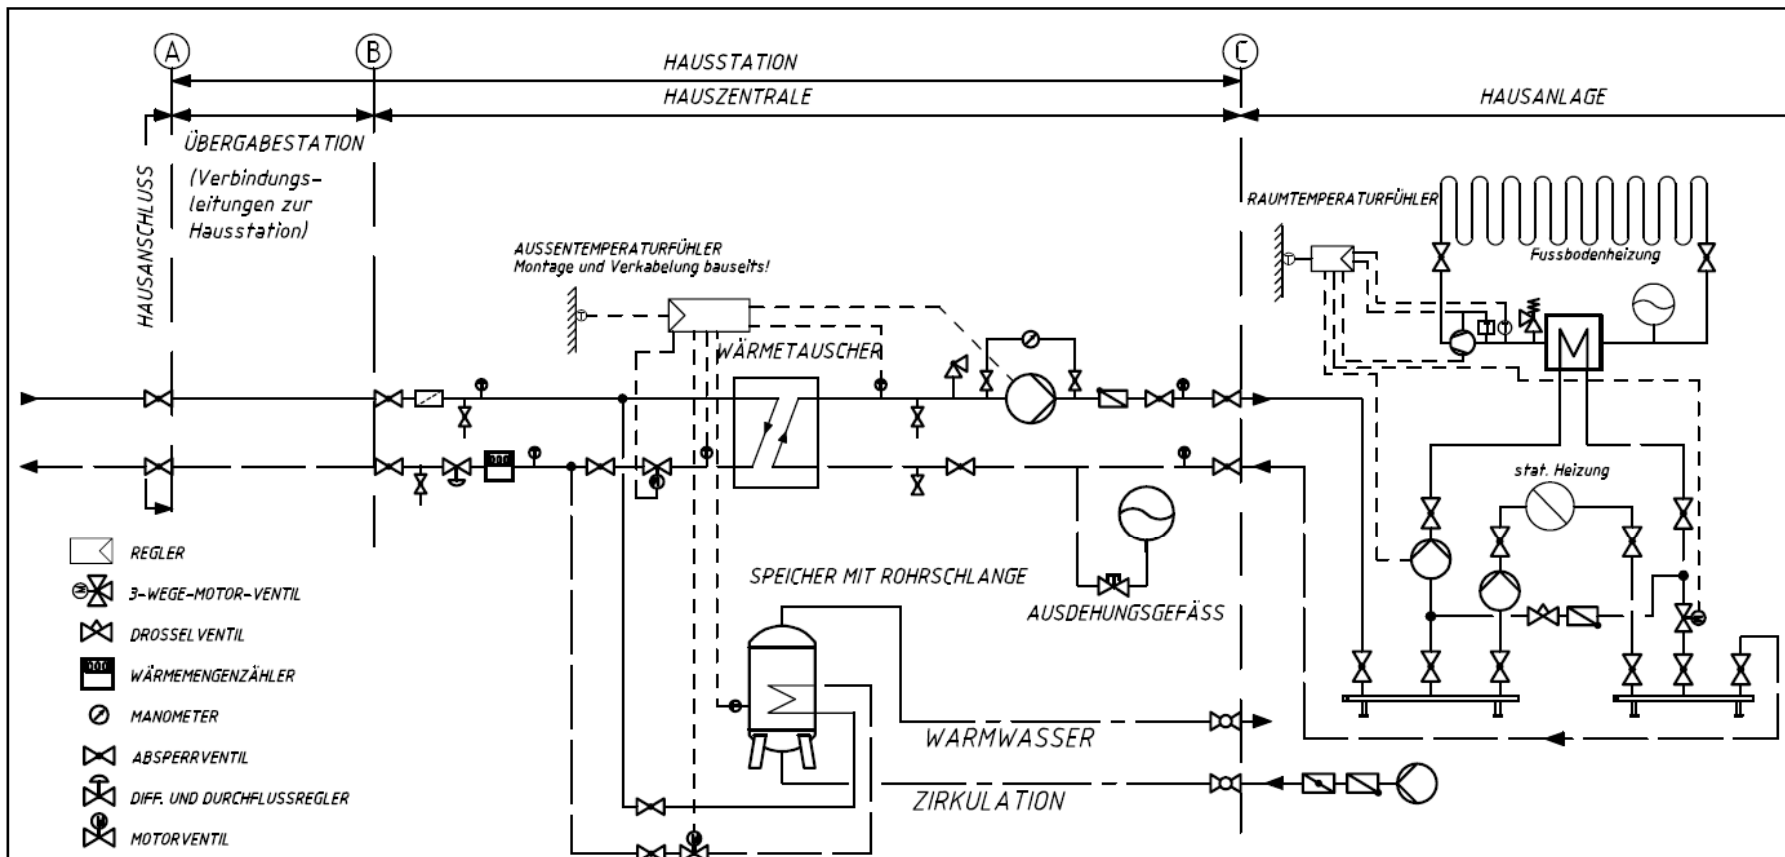 A
B
C
HAUSSTATION
HAUSZENTRALE
HAUSANLAGE
HAUSANSCHLUSS
ÜBERGABESTATION
(Verbindungs-
leitungen zur
Hausstation)
AUSSENTEMPERATURFÜHLER
Montage und Verkabelung bauseits!
RAUMTEMPERATURFÜHLER
Fussbodenheizung
WÄRMETAUSCHER
stat. Heizung
SPEICHER MIT ROHRSCHLANGE
AUSDEHUNGSGEFÄSS
WARMWASSER
ZIRKULATION
REGLER
3-WEGE-MOTOR-VENTIL
DROSSELVENTIL
WÄRMEMENGENZÄHLER
MANOMETER
ABSPERRVENTIL
DIFF. UND DURCHFLUSSREGLER
MOTORVENTIL